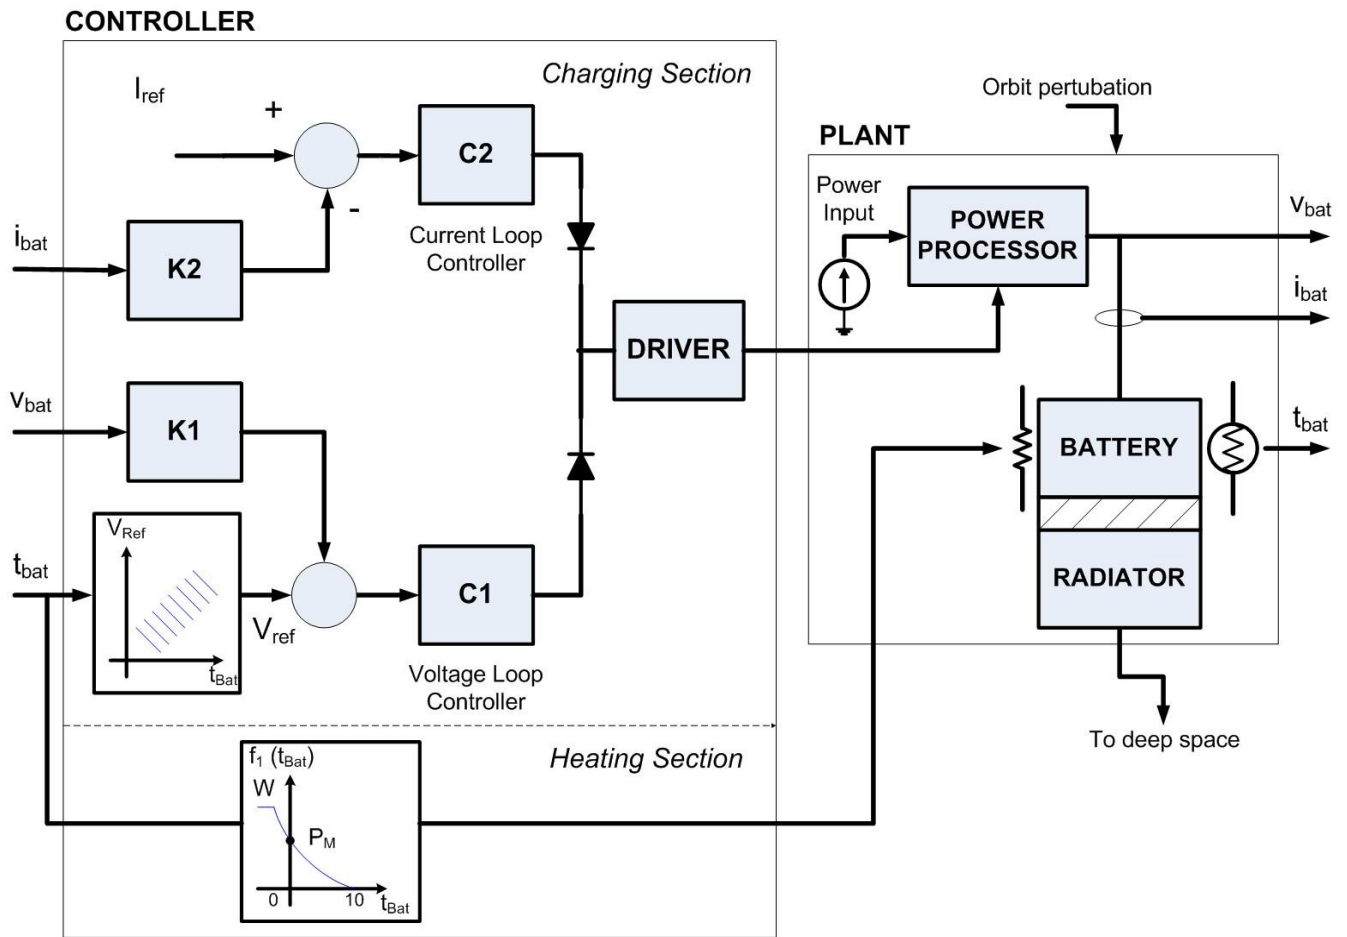 CONTROLLER
Charging Section
Iref
+
-
C2
Current Loop
Controller
ibat
K2
DRIVER
vbat
K1
VRef
tBat
tbat
Vref
C1
Voltage Loop
Controller
Heating Section
f1 (tBat)
W
PM
0
10
tBat
Orbit pertubation
PLANT
Power
Input
POWER
PROCESSOR
vbat
ibat
tbat
BATTERY
RADIATOR
To deep space